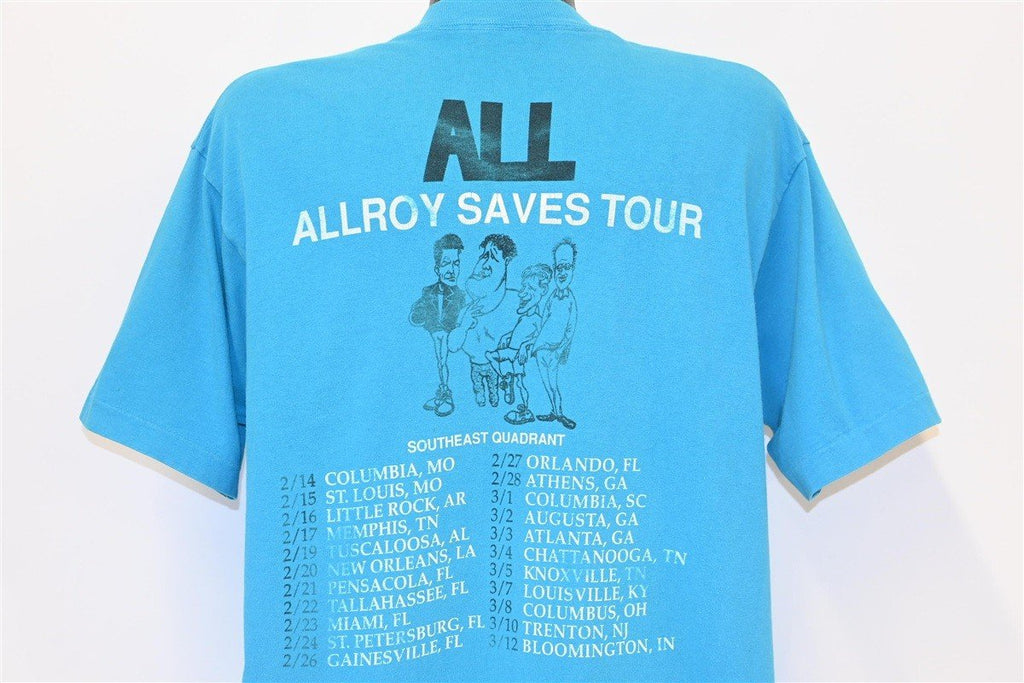 ALL
ALLROY SAVES TOUR
SOUTHEAST QUADRANT
2/14 COLUMBIA, MO
2/15 ST. LOUIS, MO
2/16 LITTLE ROCK, AR
2/17 MEMPHIS, TN
2/19 TUSCALOOSA, AL
2/20 NEW ORLEANS, LA
2/21 PENSACOLA, FL
2/22 TALLAHASSEE, FL
2/23 MIAMI, FL
2/24 ST. PETERSBURG, FL
2/26 GAINESVILLE, FL
2/27 ORLANDO, FL
2/28 ATHENS, GA
3/1 COLUMBIA, SC
3/2 AUGUSTA, GA
3/3 ATLANTA, GA
3/4 CHATTANOOGA, TN
3/5 KNOXVILLE, TN
3/7 LOUISVILLE, KY
3/8 COLUMBUS, OH
3/10 TRENTON, NJ
3/12 BLOOMINGTON, IN